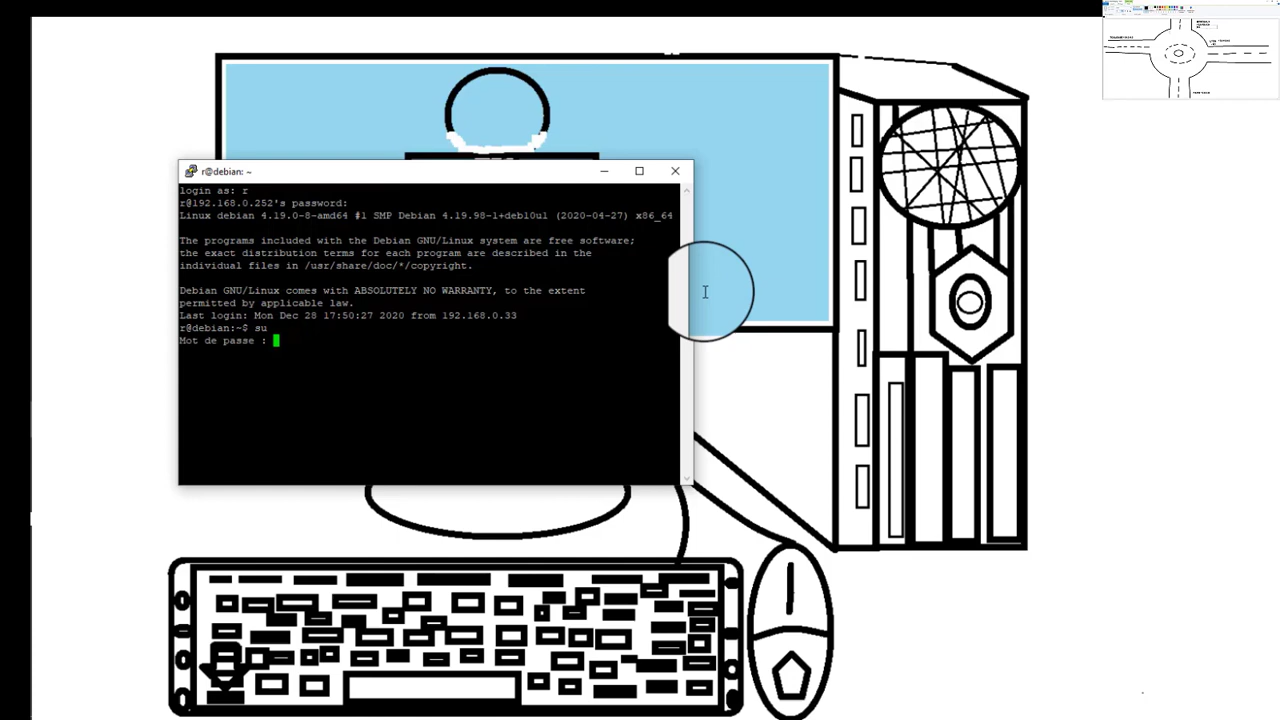 r@debian: ~
login as: r
r@192.168.0.252's password:
Linux debian 4.19.0-8-amd64 #1 SMP Debian 4.19.98-1+deb10u1 (2020-04-27) x86_64
The programs included with the Debian GNU/Linux system are free software;
the exact distribution terms for each program are described in the
individual files in /usr/share/doc/*/copyright.
Debian GNU/Linux comes with ABSOLUTELY NO WARRANTY, to the extent
permitted by applicable law.
Last login: Mon Dec 28 17:50:27 2020 from 192.168.0.33
r@debian:~$ su
Mot de passe :